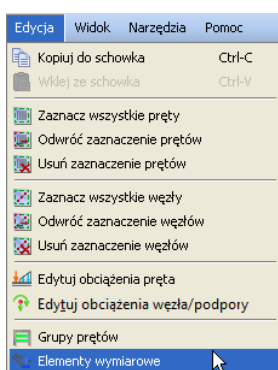 Edycja Widok Narzędzia Pomoc
Kopiuj do schowka Ctrl-C
Wklej ze schowka Ctrl-V
Zaznacz wszystkie pręty
Odwróć zaznaczenie prętów
Usuń zaznaczenie prętów
Zaznacz wszystkie węzły
Odwróć zaznaczenie węzłów
Usuń zaznaczenie węzłów
Edytuj obciążenia pręta
Edytuj obciążenia węzła/podpory
Grupy prętów
Elementy wymiarowe